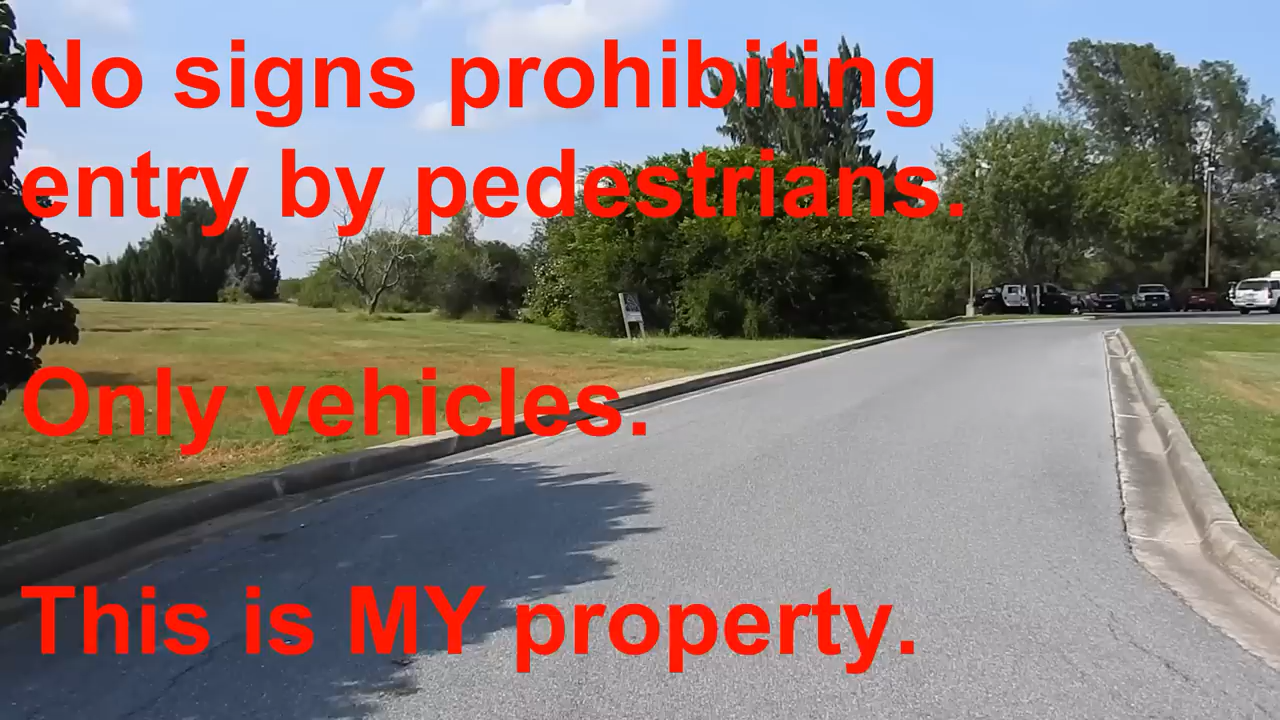 No signs prohibiting
entry by pedestrians.
Only vehicles.
This is MY property.